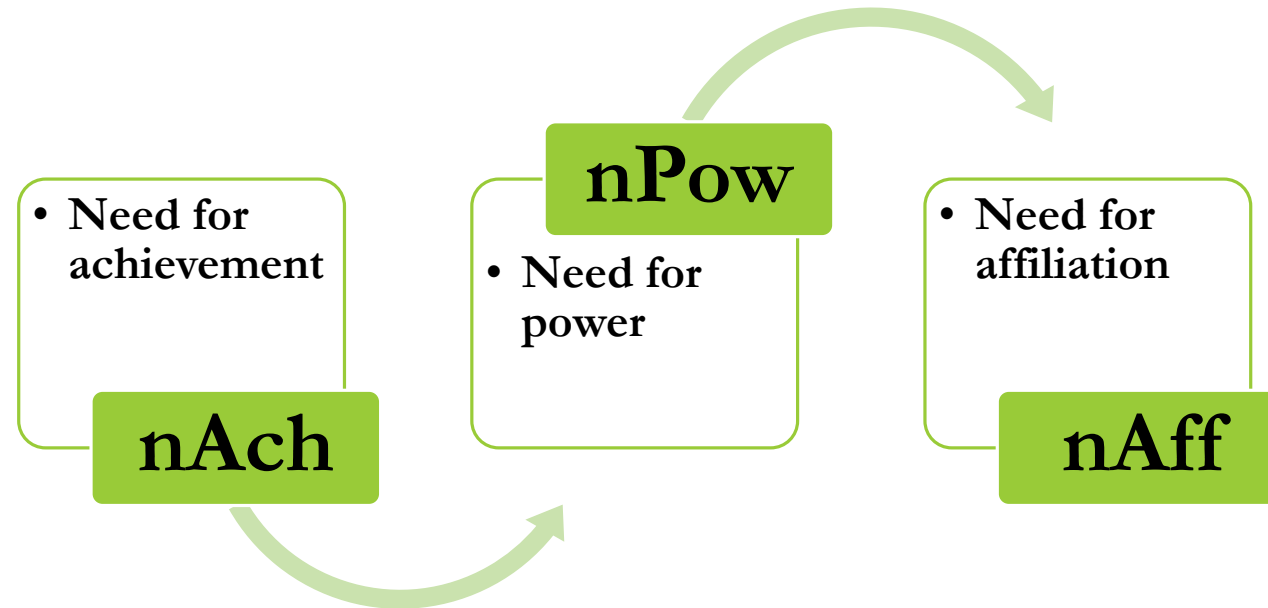 • Need for
achievement
nAch
nPow
• Need for
power
• Need for
affiliation
nAff